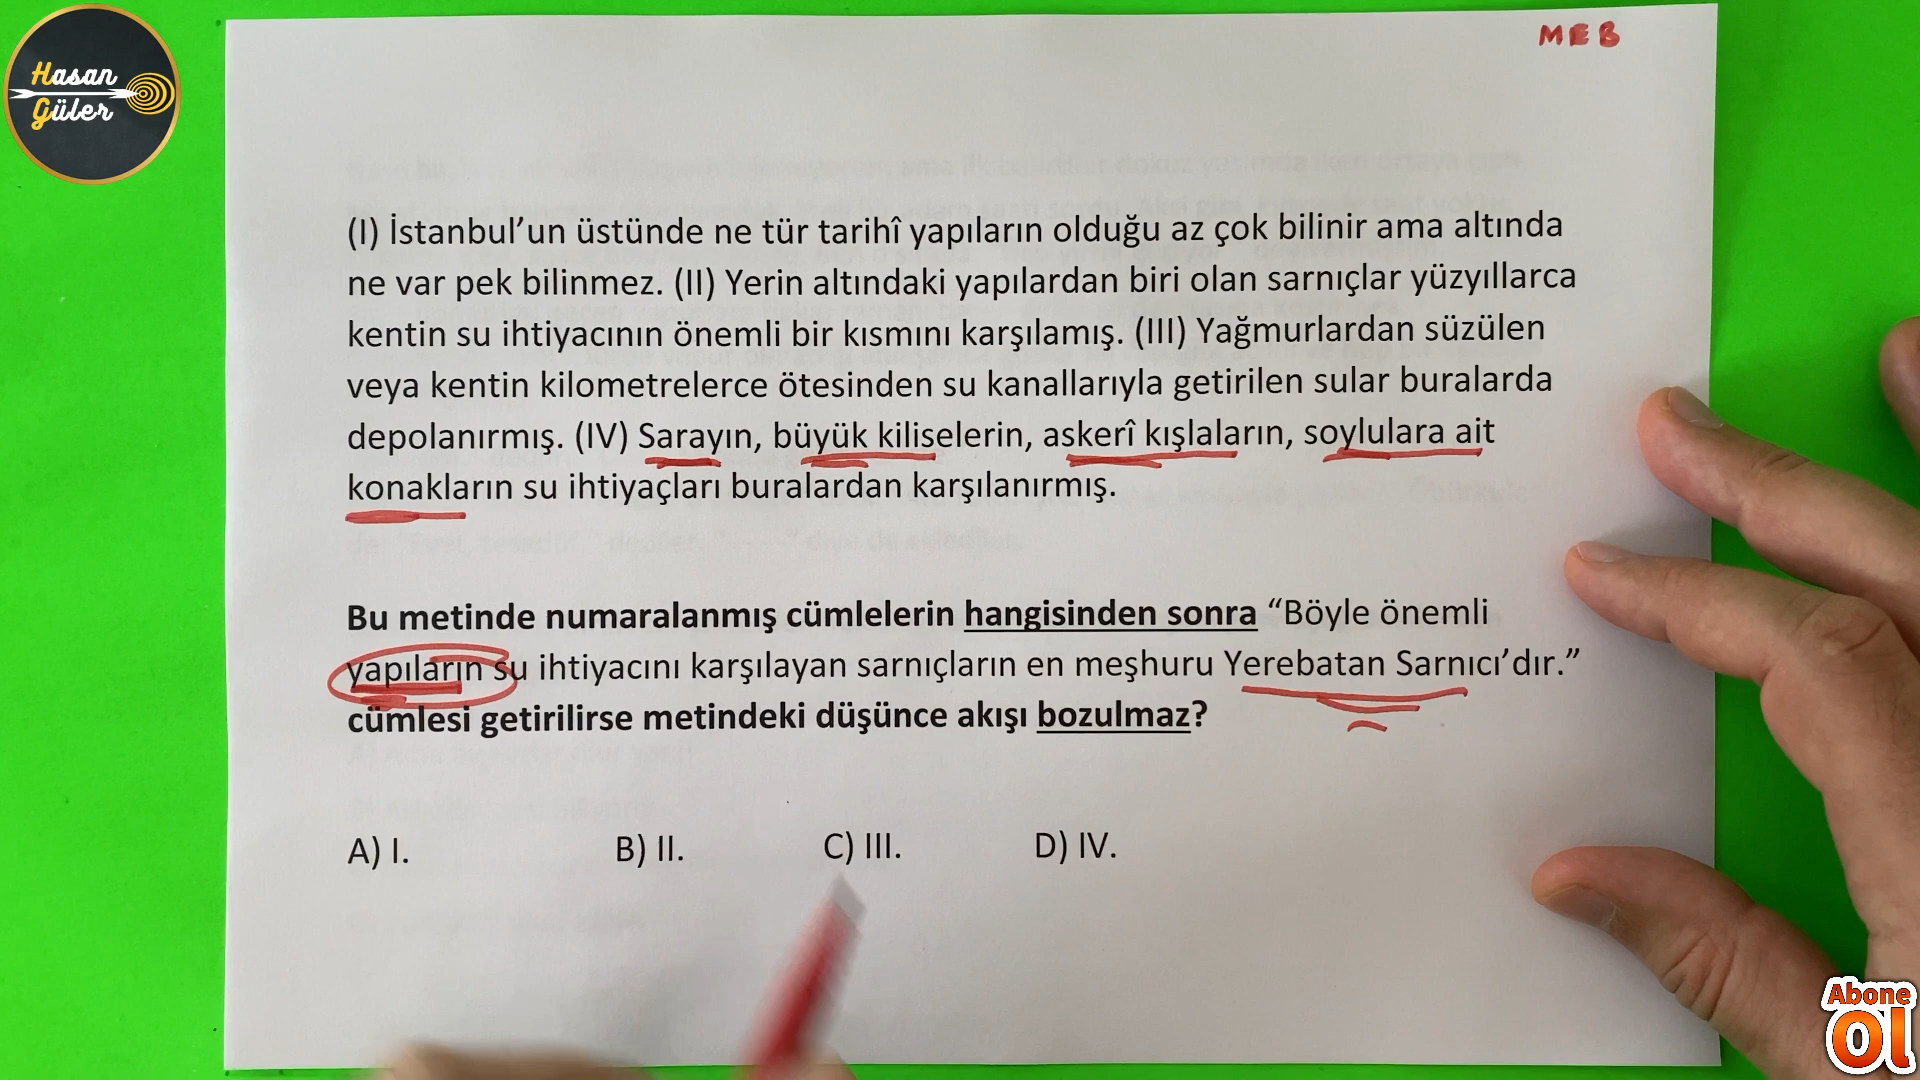 Hasan
Güler
MEB
(I) İstanbul’un üstünde ne tür tarihî yapıların olduğu az çok bilinir ama altında
ne var pek bilinmez. (II) Yerin altındaki yapılardan biri olan sarnıçlar yüzyıllarca
kentin su ihtiyacının önemli bir kısmını karşılamış. (III) Yağmurlardan süzülen
veya kentin kilometrelerce ötesinden su kanallarıyla getirilen sular buralarda
depolanırmış. (IV) Sarayın, büyük kiliselerin, askerî kışlaların, soylulara ait
konakların su ihtiyaçları buralardan karşılanırmış.
Bu metinde numaralanmış cümlelerin hangisinden sonra “Böyle önemli
yapıların su ihtiyacını karşılayan sarnıçların en meşhuru Yerebatan Sarnıcı’dır.”
cümlesi getirilirse metindeki düşünce akışı bozulmaz?
A) I. B) II. C) III. D) IV.
Abone
Ol